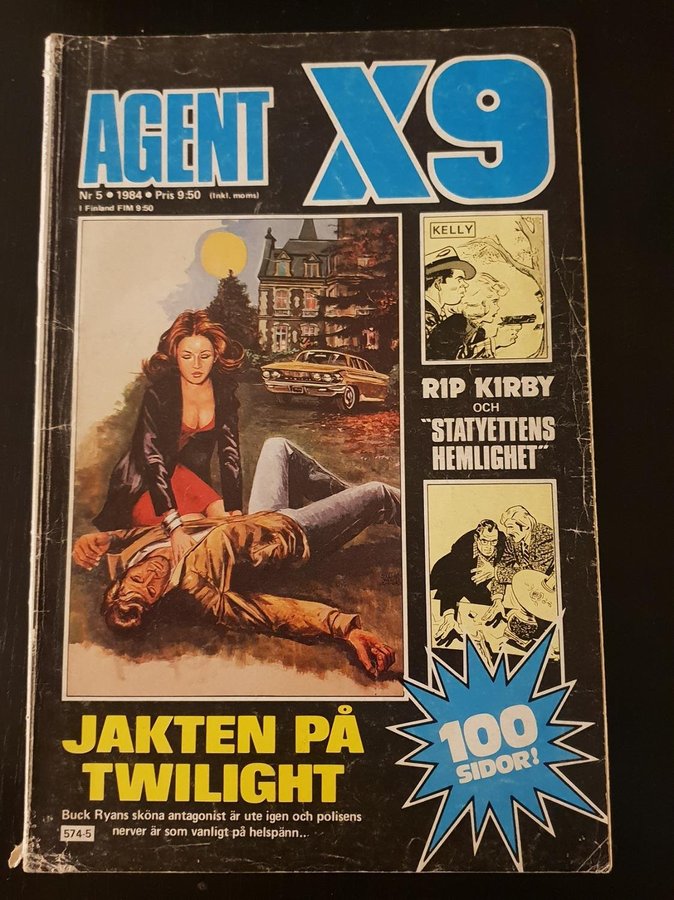 AGENT X9
Nr 5 • 1984 • Pris 9:50 (Inkl. moms)
I Finland FIM 9:50
KELLY
RIP KIRBY
OCH
"STATYETTENS
HEMLIGHET"
100
SIDOR!
JAKTEN PÅ
TWILIGHT
Buck Ryans sköna antagonist är ute igen och polisens
574-5
nerver är som vanligt på helspänn...